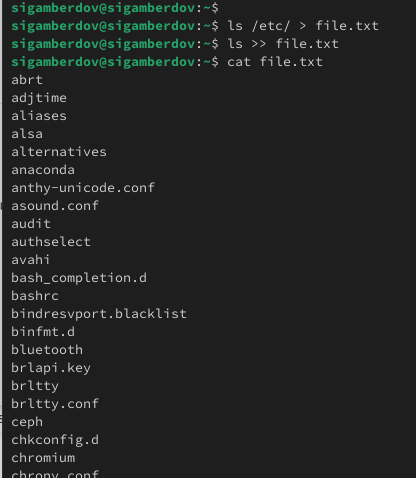 sigamberdov@sigamberdov:~$
sigamberdov@sigamberdov:~$ ls /etc/ > file.txt
sigamberdov@sigamberdov:~$ ls >> file.txt
sigamberdov@sigamberdov:~$ cat file.txt
abrt
adjtime
aliases
alsa
alternatives
anaconda
anthy-unicode.conf
asound.conf
audit
authselect
avahi
bash_completion.d
bashrc
bindresvport.blacklist
binfmt.d
bluetooth
brlapi.key
brltty
brltty.conf
ceph
chkconfig.d
chromium
chrony.conf